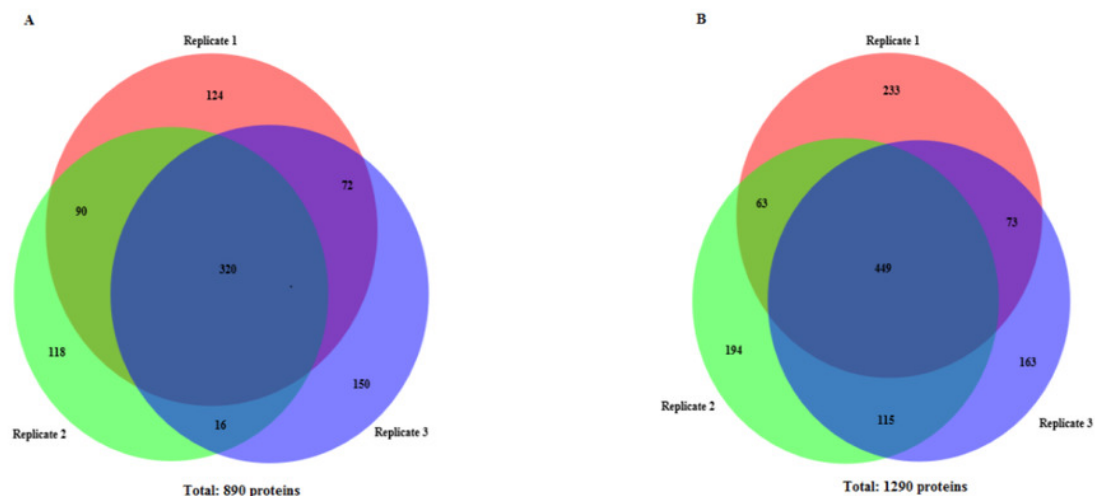 A
Replicate 1
124
72
90
320
118
150
16
Replicate 2
Replicate 3
Total: 890 proteins
B
Replicate 1
233
63
73
449
194
163
115
Replicate 2
Replicate 3
Total: 1290 proteins